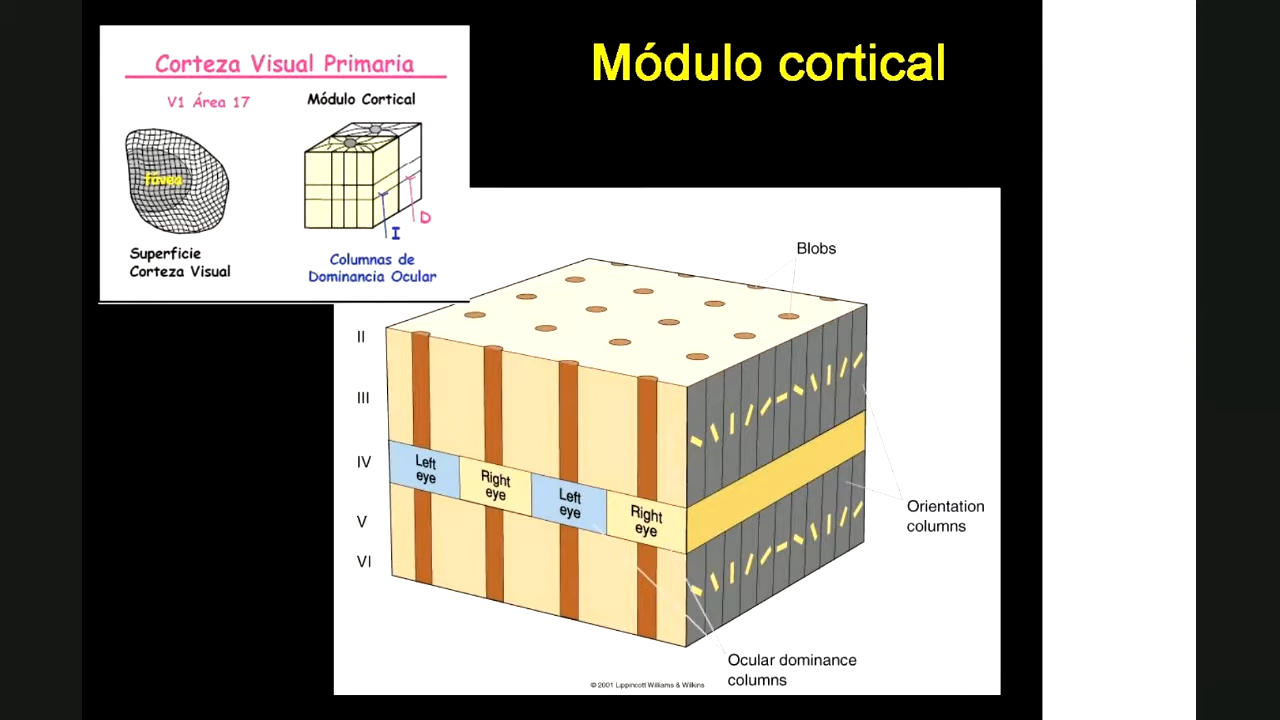 Módulo cortical
Corteza Visual Primaria
V1 Área 17
Módulo Cortical
fóvea
D
I
Superficie
Corteza Visual
Columnas de
Dominancia Ocular
Blobs
II
III
IV
V
VI
Left
eye
Right
eye
Left
eye
Right
eye
Orientation
columns
Ocular dominance
columns
© 2001 Lippincott Williams & Wilkins